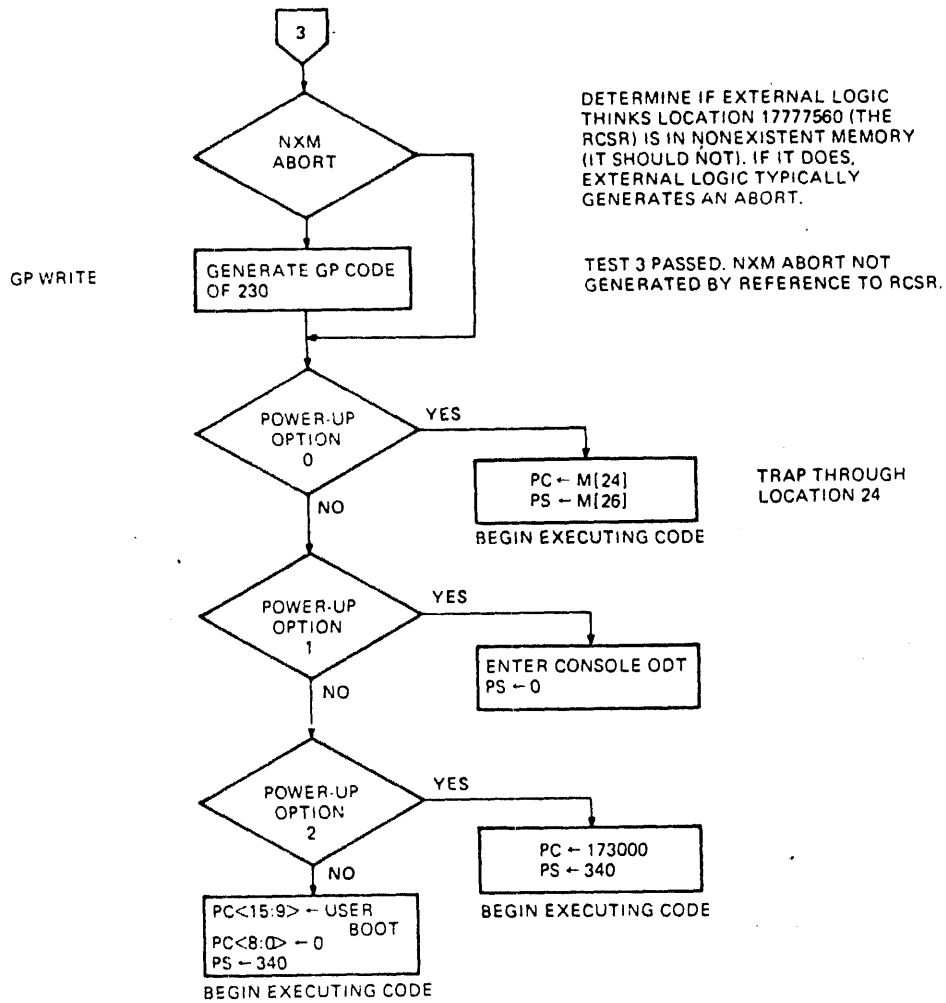 3
NXM
ABORT
DETERMINE IF EXTERNAL LOGIC
THINKS LOCATION 17777560 (THE
RCSR) IS IN NONEXISTENT MEMORY
(IT SHOULD NOT). IF IT DOES,
EXTERNAL LOGIC TYPICALLY
GENERATES AN ABORT.
GP WRITE
GENERATE GP CODE
OF 230
TEST 3 PASSED. NXM ABORT NOT
GENERATED BY REFERENCE TO RCSR.
POWER-UP
OPTION
0
YES
NO
PC ← M[24]
PS ← M[26]
BEGIN EXECUTING CODE
TRAP THROUGH
LOCATION 24
POWER-UP
OPTION
1
YES
NO
ENTER CONSOLE ODT
PS ← 0
POWER-UP
OPTION
2
YES
NO
PC ← 173000
PS ← 340
BEGIN EXECUTING CODE
PC<15:9> ← USER
BOOT
PC<8:0> ← 0
PS ← 340
BEGIN EXECUTING CODE